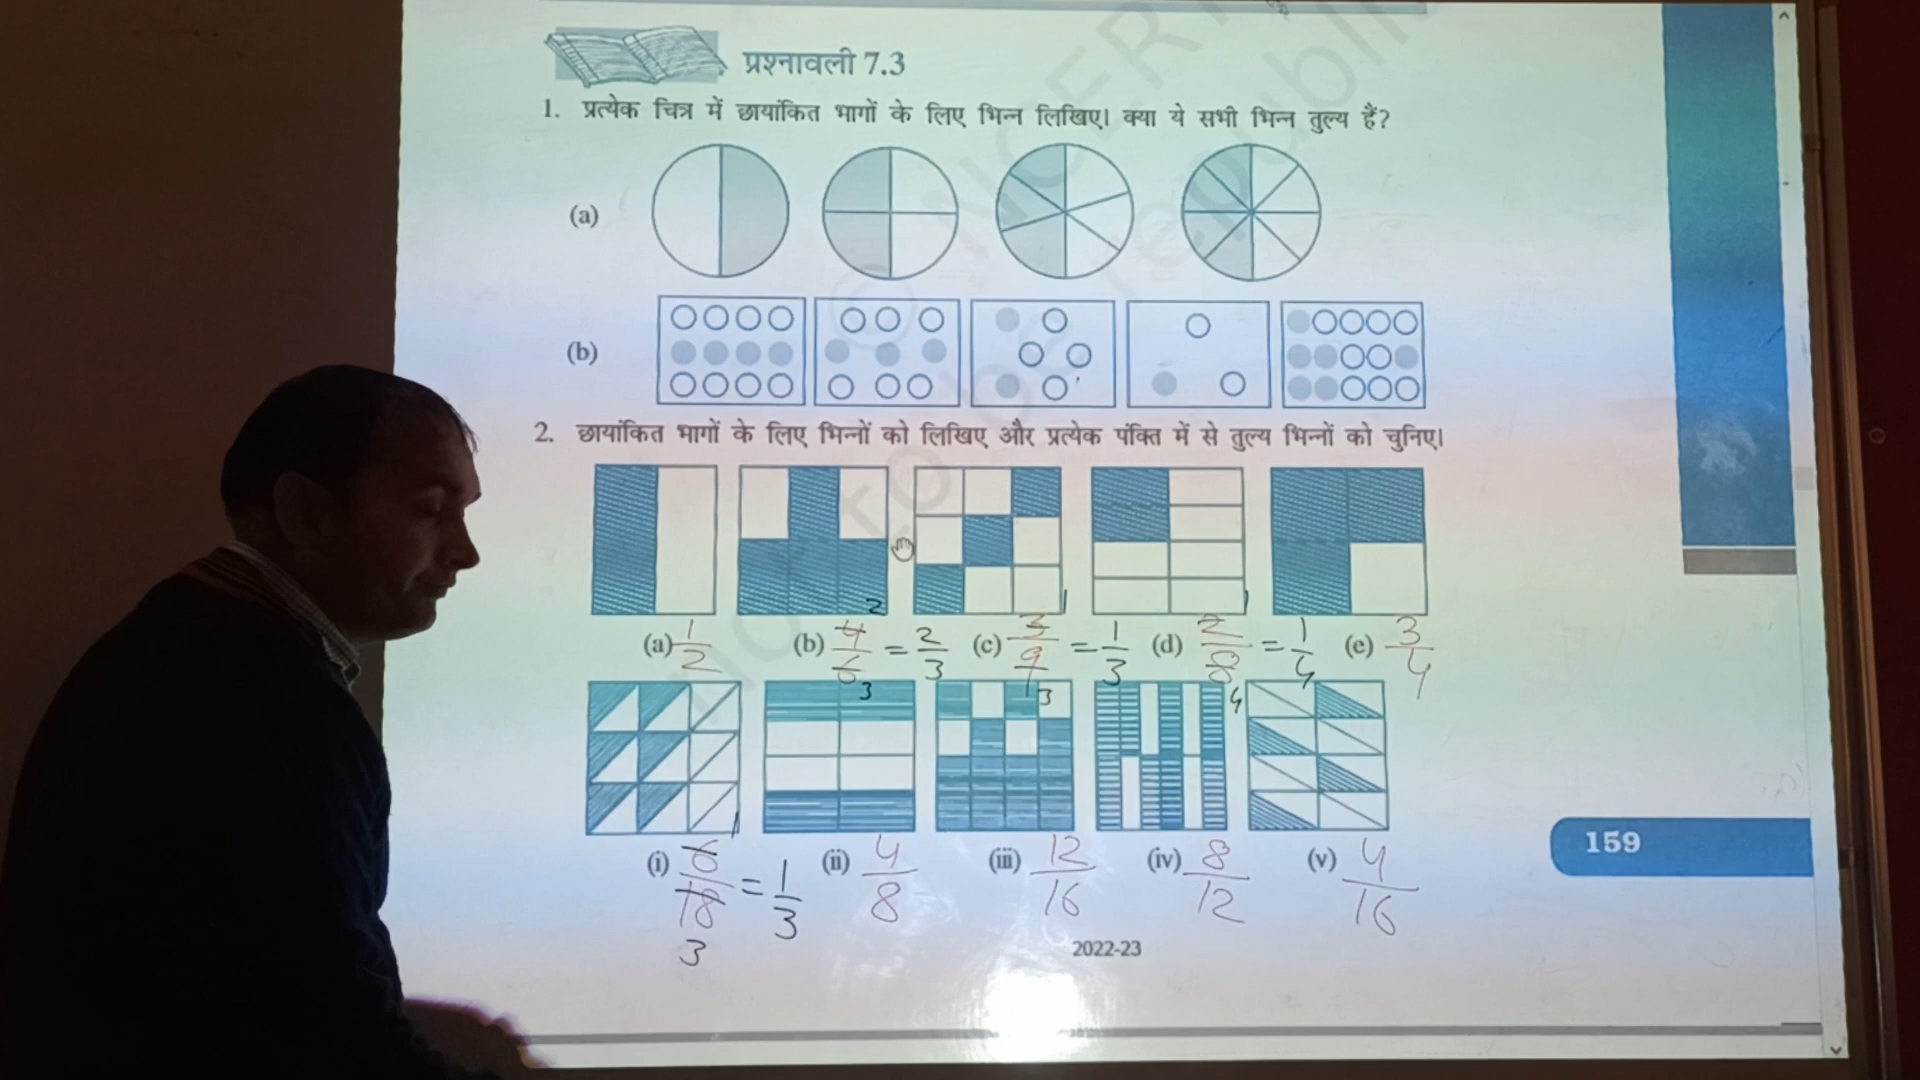 प्रश्नावली 7.3
1. प्रत्येक चित्र में छायांकित भागों के लिए भिन्न लिखिए। क्या ये सभी भिन्न तुल्य हैं?
(a)
(b)
2. छायांकित भागों के लिए भिन्नों को लिखिए और प्रत्येक पंक्ति में से तुल्य भिन्नों को चुनिए।
(a) 1/2 (b) 4/6 = 2/3 (c) 3/9 = 1/3 (d) 2/8 = 1/4 (e) 3/4
(i) 6/18 = 1/3 (ii) 4/8 (iii) 12/16 (iv) 8/12 (v) 4/16
159
2022-23